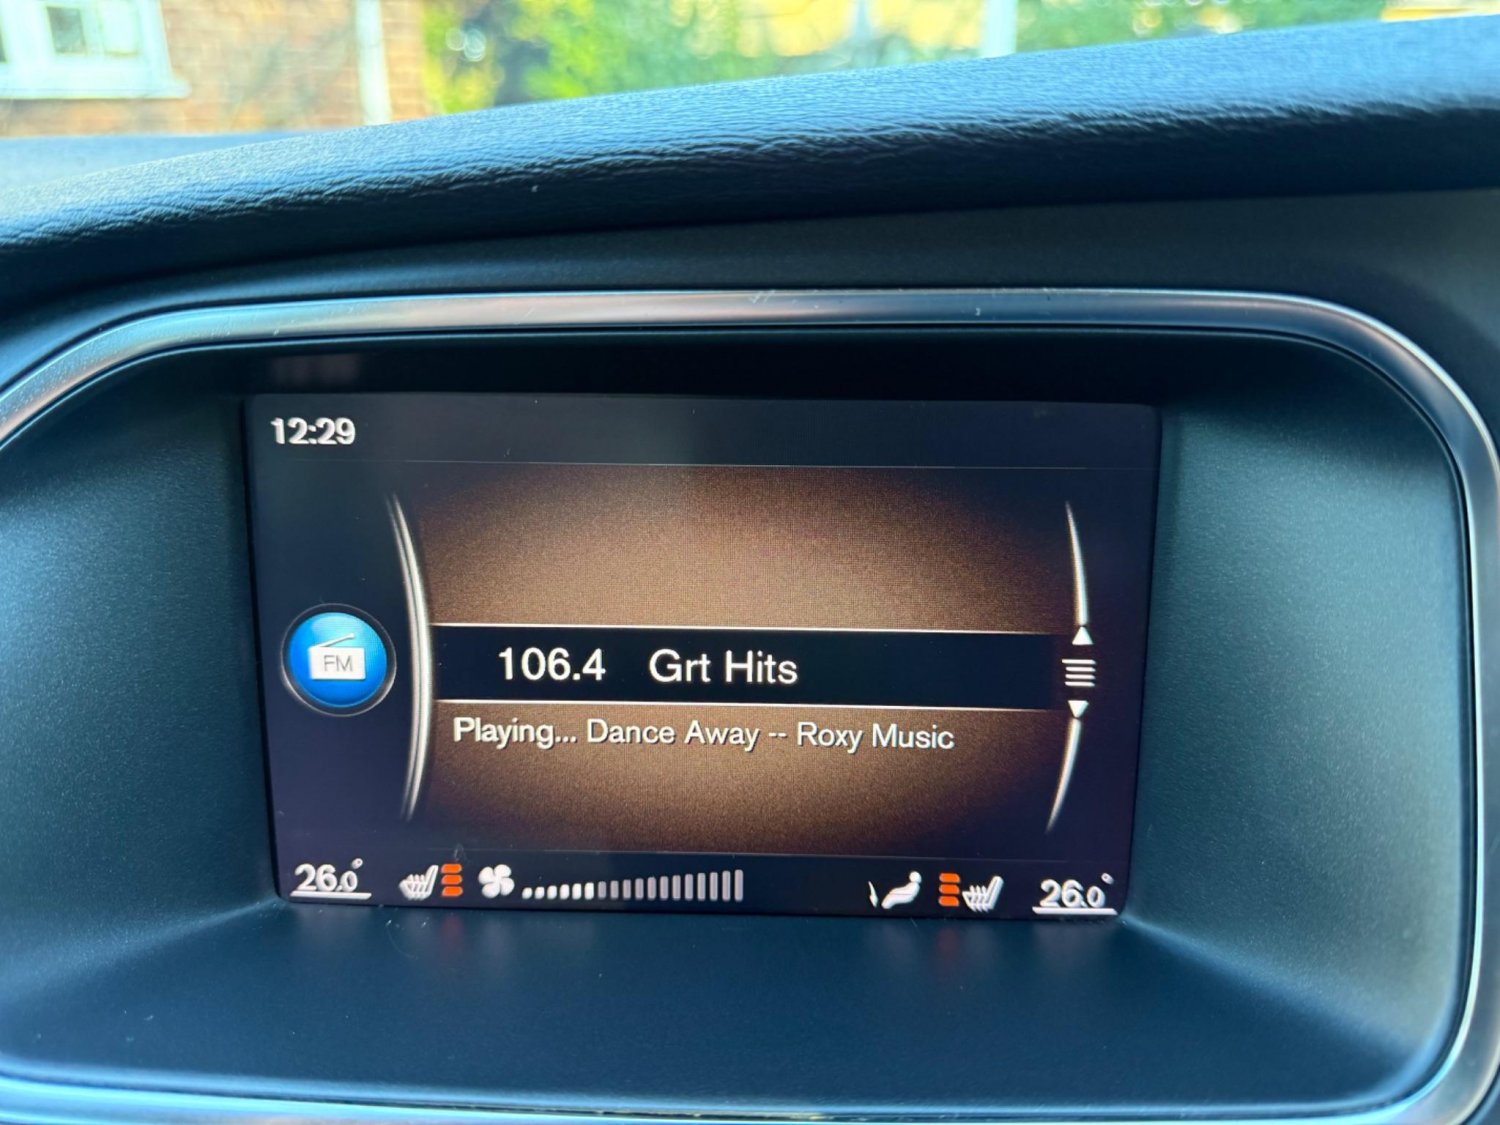 12:29
FM
106.4 Grt Hits
Playing... Dance Away -- Roxy Music
26.0° 26.0°